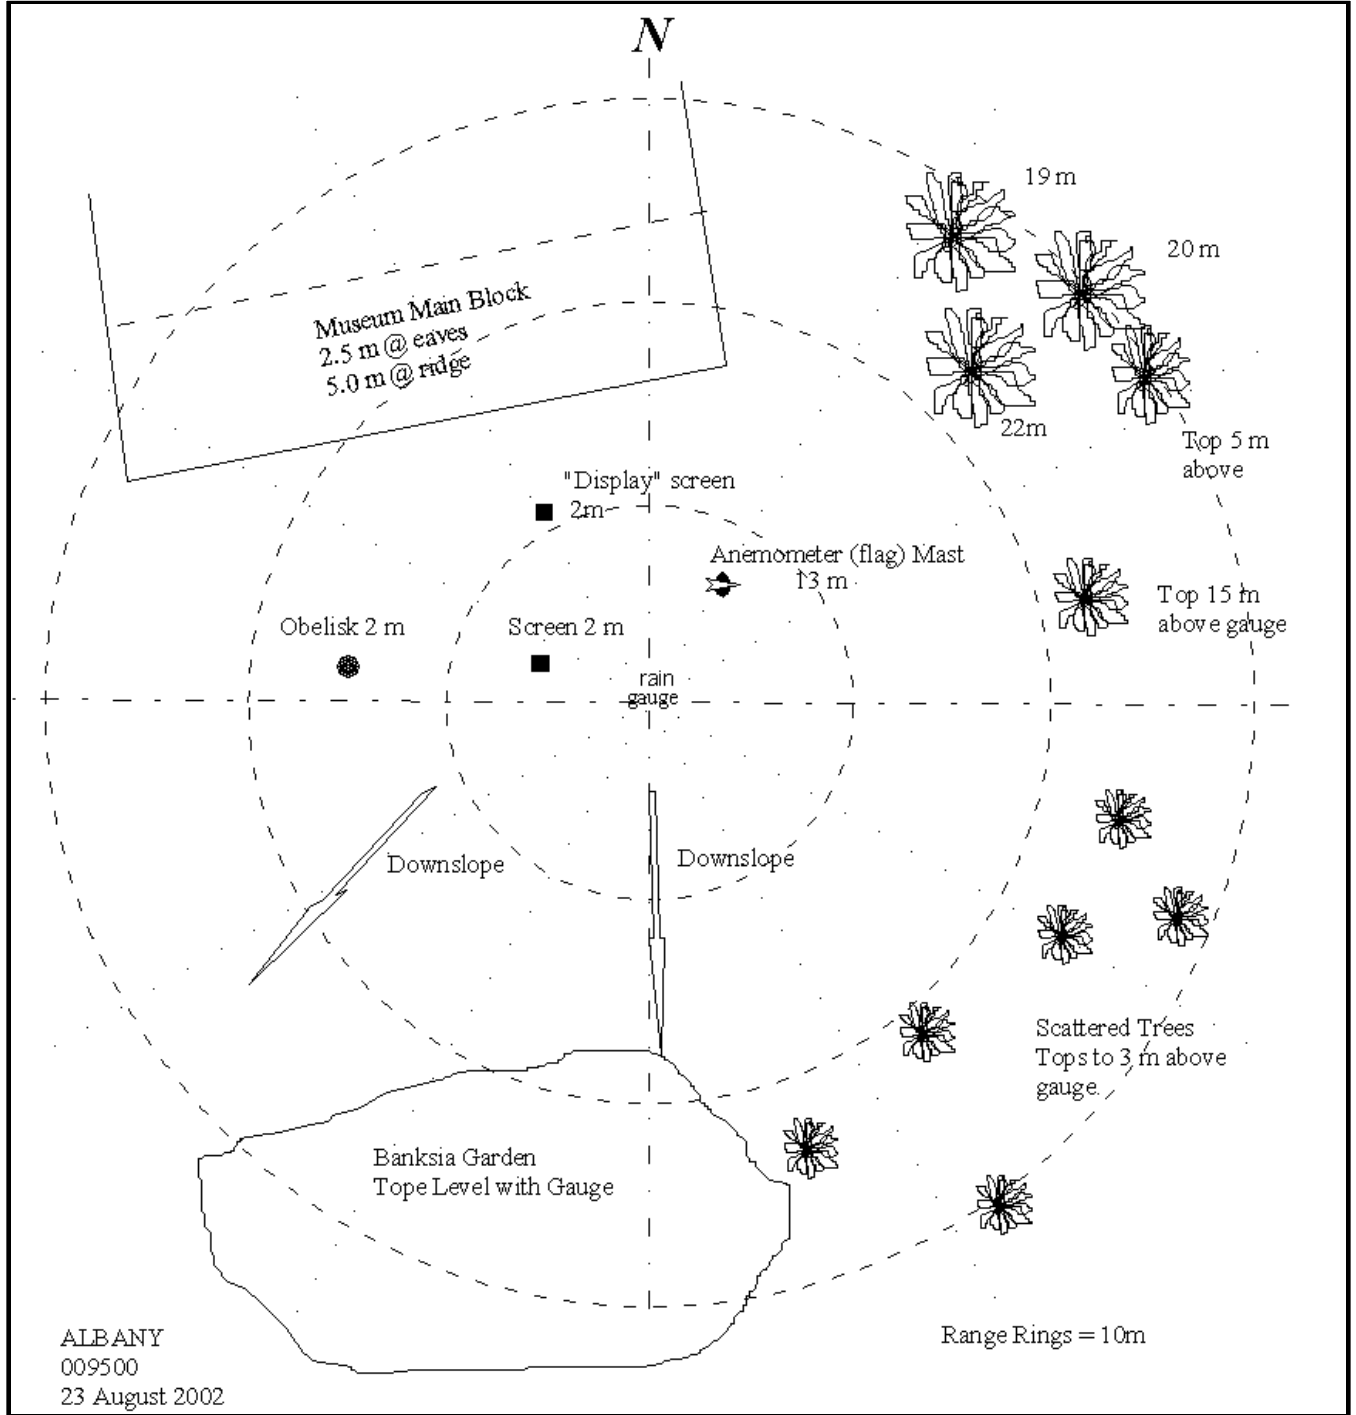 N
19 m
20 m
Museum Main Block
2.5 m @ eaves
5.0 m @ ridge
22m
Top 5 m
above
"Display" screen
2m
Anemometer (flag) Mast
13 m
Top 15 m
above gauge
Obelisk 2 m
Screen 2 m
rain
gauge
Downslope
Downslope
Scattered Trees
Tops to 3 m above
gauge.
Banksia Garden
Tope Level with Gauge
Range Rings = 10m
ALBANY
009500
23 August 2002